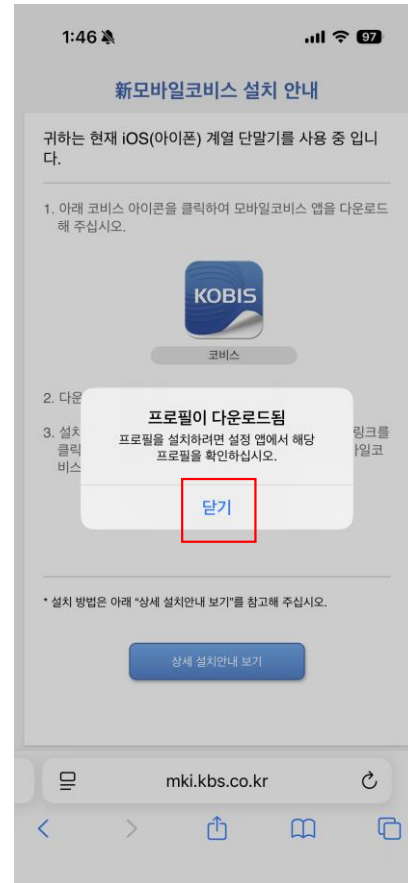 1:46
97
新모바일코비스 설치 안내
귀하는 현재 iOS(아이폰) 계열 단말기를 사용 중 입니
다.
1. 아래 코비스 아이콘을 클릭하여 모바일코비스 앱을 다운로드
해 주십시오.
KOBIS
코비스
2. 다운
프로필이 다운로드됨
3. 설치
링크를
프로필을 설치하려면 설정 앱에서 해당
클릭
일코
프로필을 확인하십시오.
비스
닫기
* 설치 방법은 아래 “상세 설치안내 보기”를 참고해 주십시오.
상세 설치안내 보기
mki.kbs.co.kr